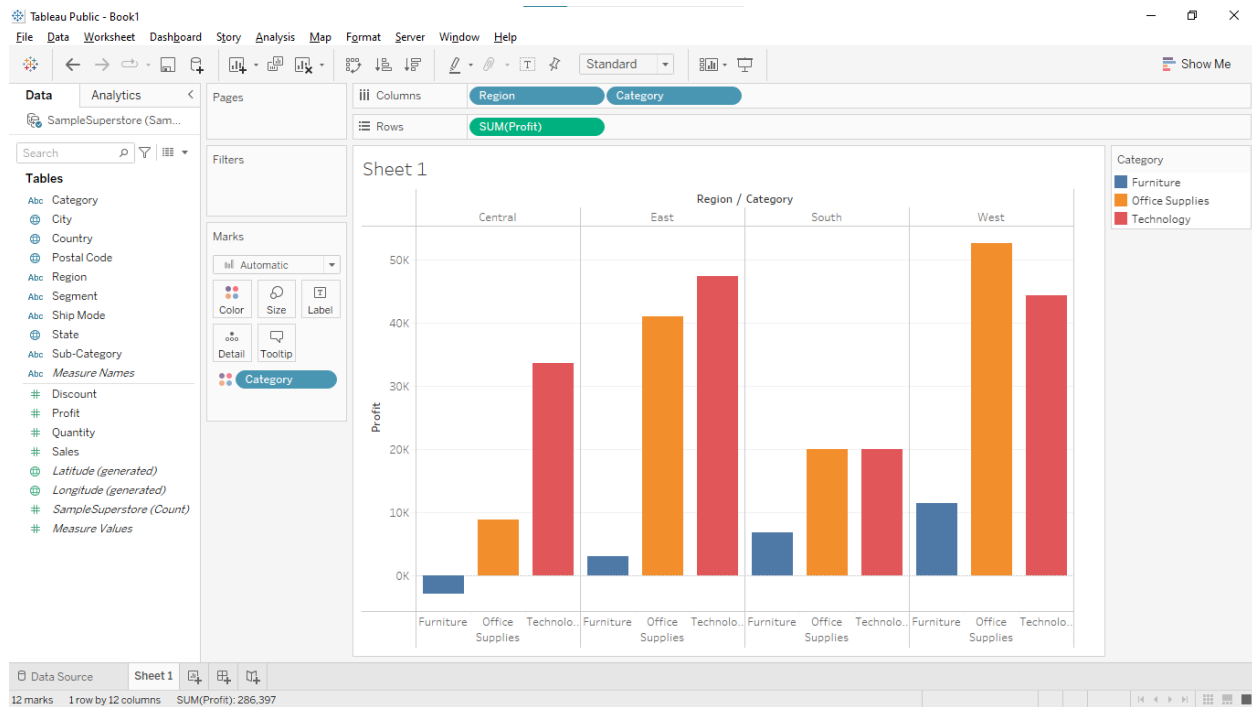 Tableau Public - Book1
File Data Worksheet Dashboard Story Analysis Map Format Server Window Help
Standard
Show Me
Data Analytics
SampleSuperstore (Sam...
Search
Tables
Abc Category
City
Country
Postal Code
Abc Region
Abc Segment
Abc Ship Mode
State
Abc Sub-Category
Abc Measure Names
# Discount
# Profit
# Quantity
# Sales
Latitude (generated)
Longitude (generated)
# SampleSuperstore (Count)
# Measure Values
Pages
Filters
Marks
Automatic
Color Size Label
Detail Tooltip
Category
Columns Region Category
Rows SUM(Profit)
Sheet 1
Region / Category
Central East South West
Profit
50K
40K
30K
20K
10K
0K
Furniture Office Supplies Technolo.. Furniture Office Supplies Technolo.. Furniture Office Supplies Technolo.. Furniture Office Supplies Technolo..
Category
Furniture
Office Supplies
Technology
Data Source Sheet 1
12 marks 1 row by 12 columns SUM(Profit): 286,397